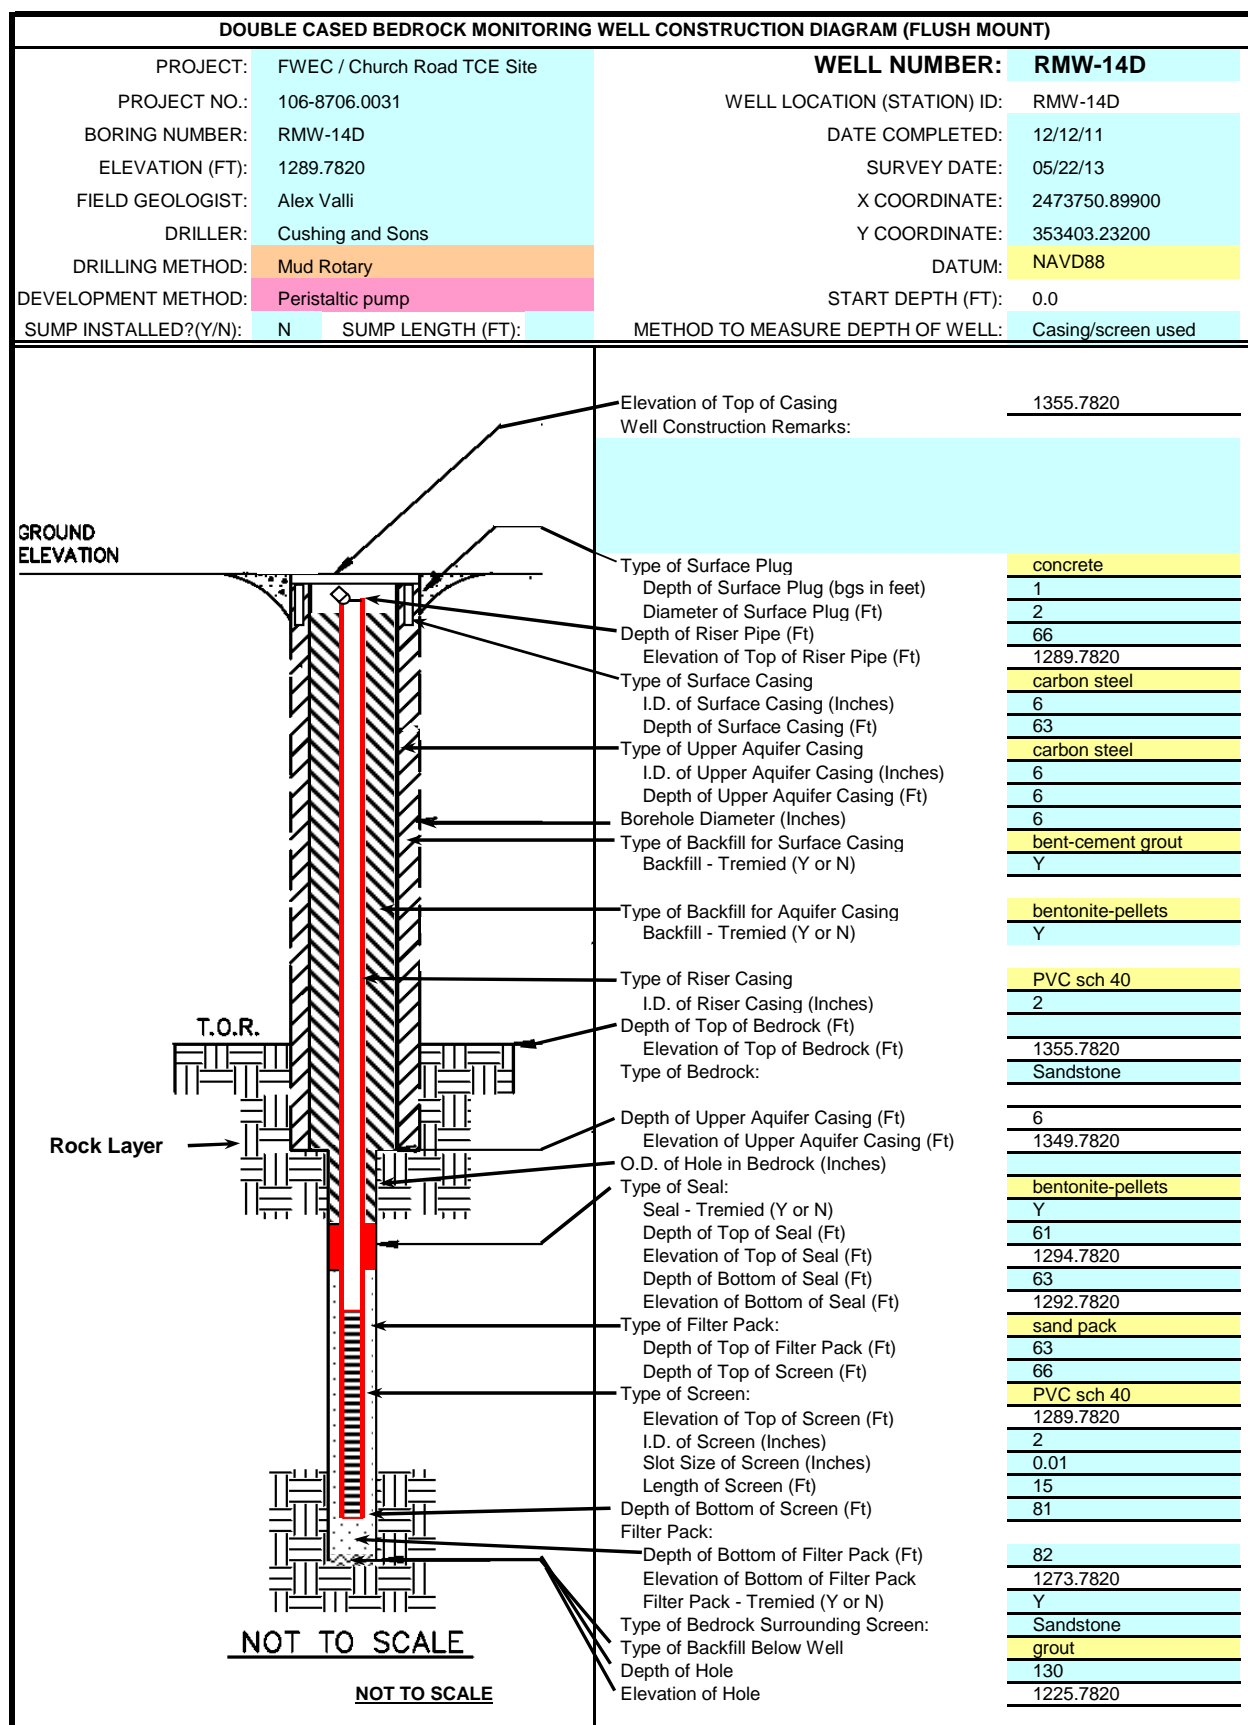 DOUBLE CASED BEDROCK MONITORING WELL CONSTRUCTION DIAGRAM (FLUSH MOUNT)
PROJECT: FWEC / Church Road TCE Site WELL NUMBER: RMW-14D
PROJECT NO.: 106-8706.0031 WELL LOCATION (STATION) ID: RMW-14D
BORING NUMBER: RMW-14D DATE COMPLETED: 12/12/11
ELEVATION (FT): 1289.7820 SURVEY DATE: 05/22/13
FIELD GEOLOGIST: Alex Valli X COORDINATE: 2473750.89900
DRILLER: Cushing and Sons Y COORDINATE: 353403.23200
DRILLING METHOD: Mud Rotary DATUM: NAVD88
DEVELOPMENT METHOD: Peristaltic pump START DEPTH (FT): 0.0
SUMP INSTALLED?(Y/N): N SUMP LENGTH (FT): METHOD TO MEASURE DEPTH OF WELL: Casing/screen used
Elevation of Top of Casing 1355.7820
Well Construction Remarks:
GROUND
ELEVATION
Type of Surface Plug concrete
Depth of Surface Plug (bgs in feet) 1
Diameter of Surface Plug (Ft) 2
Depth of Riser Pipe (Ft) 66
Elevation of Top of Riser Pipe (Ft) 1289.7820
Type of Surface Casing carbon steel
I.D. of Surface Casing (Inches) 6
Depth of Surface Casing (Ft) 63
Type of Upper Aquifer Casing carbon steel
I.D. of Upper Aquifer Casing (Inches) 6
Depth of Upper Aquifer Casing (Ft) 6
Borehole Diameter (Inches) 6
Type of Backfill for Surface Casing bent-cement grout
Backfill - Tremied (Y or N) Y
Type of Backfill for Aquifer Casing bentonite-pellets
Backfill - Tremied (Y or N) Y
Type of Riser Casing PVC sch 40
I.D. of Riser Casing (Inches) 2
T.O.R. Depth of Top of Bedrock (Ft)
Elevation of Top of Bedrock (Ft) 1355.7820
Type of Bedrock: Sandstone
Depth of Upper Aquifer Casing (Ft) 6
Rock Layer Elevation of Upper Aquifer Casing (Ft) 1349.7820
O.D. of Hole in Bedrock (Inches)
Type of Seal: bentonite-pellets
Seal - Tremied (Y or N) Y
Depth of Top of Seal (Ft) 61
Elevation of Top of Seal (Ft) 1294.7820
Depth of Bottom of Seal (Ft) 63
Elevation of Bottom of Seal (Ft) 1292.7820
Type of Filter Pack: sand pack
Depth of Top of Filter Pack (Ft) 63
Depth of Top of Screen (Ft) 66
Type of Screen: PVC sch 40
Elevation of Top of Screen (Ft) 1289.7820
I.D. of Screen (Inches) 2
Slot Size of Screen (Inches) 0.01
Length of Screen (Ft) 15
Depth of Bottom of Screen (Ft) 81
Filter Pack:
Depth of Bottom of Filter Pack (Ft) 82
Elevation of Bottom of Filter Pack 1273.7820
Filter Pack - Tremied (Y or N) Y
Type of Bedrock Surrounding Screen: Sandstone
NOT TO SCALE Type of Backfill Below Well grout
Depth of Hole 130
NOT TO SCALE Elevation of Hole 1225.7820